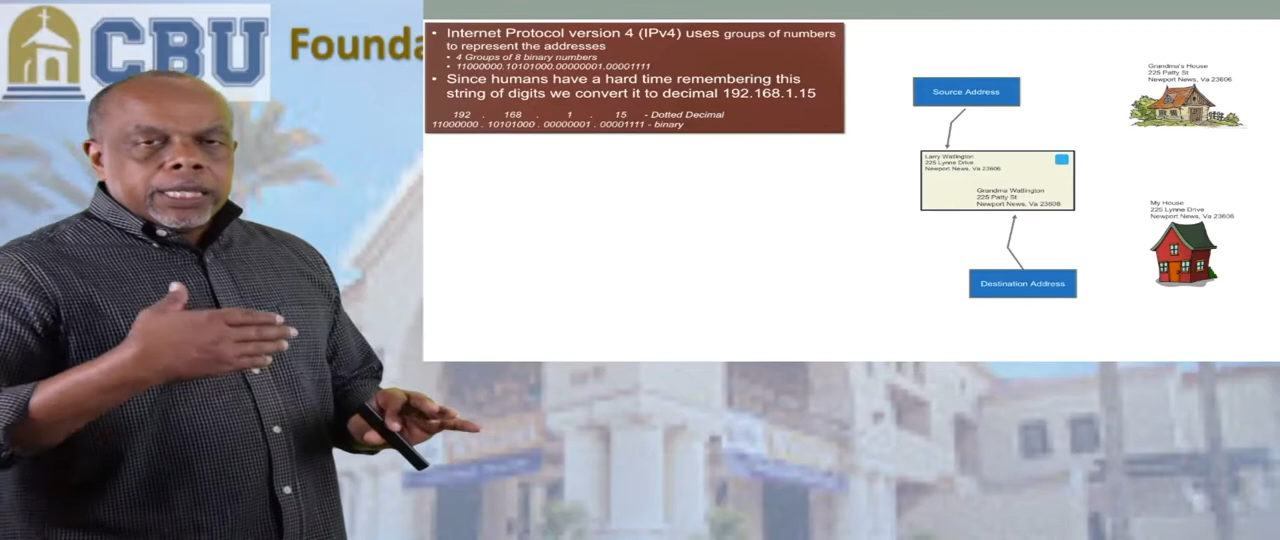 CBU
Founda
• Internet Protocol version 4 (IPv4) uses groups of numbers
to represent the addresses
• 4 Groups of 8 binary numbers
• 11000000.10101000.00000001.00001111
• Since humans have a hard time remembering this
string of digits we convert it to decimal 192.168.1.15
192 . 168 . 1 . 15 - Dotted Decimal
11000000 . 10101000 . 00000001 . 00001111 - binary
Source Address
Larry Watlington
225 Lynne Drive
Newport News, Va 23606
Grandma Watlington
225 Patty St
Newport News, Va 23606
Destination Address
Grandma's House
225 Patty St
Newport News, Va 23606
My House
225 Lynne Drive
Newport News, Va 23606